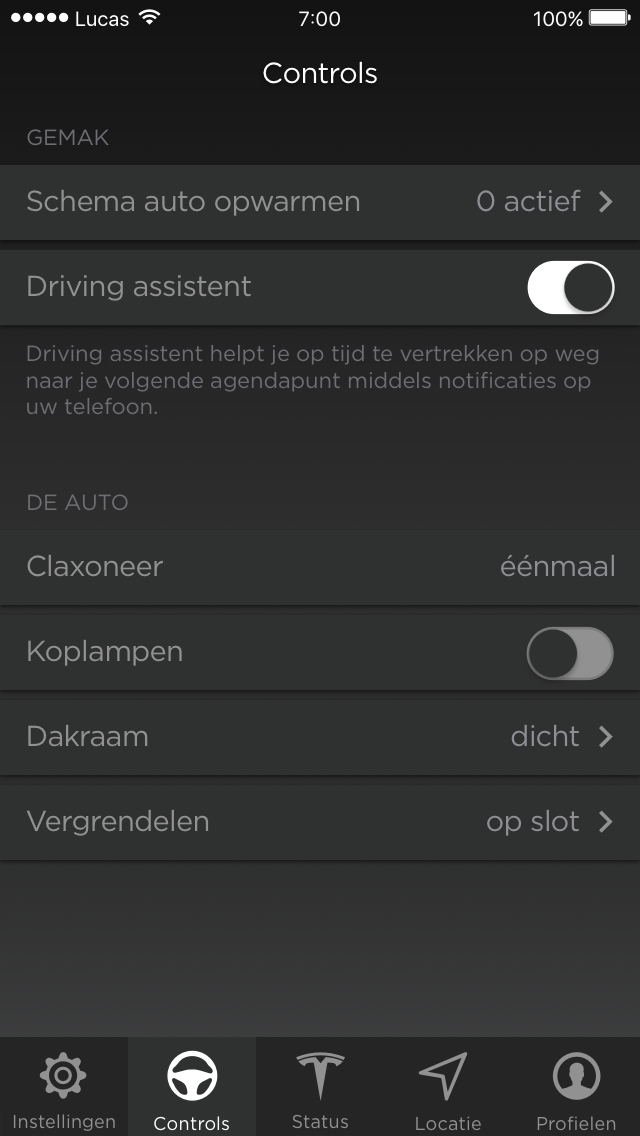 Lucas 7:00 100%
Controls
GEMAK
Schema auto opwarmen 0 actief
Driving assistent
Driving assistent helpt je op tijd te vertrekken op weg
naar je volgende agendapunt middels notificaties op
uw telefoon.
DE AUTO
Claxoneer éénmaal
Koplampen
Dakraam dicht
Vergrendelen op slot
Instellingen Controls Status Locatie Profielen